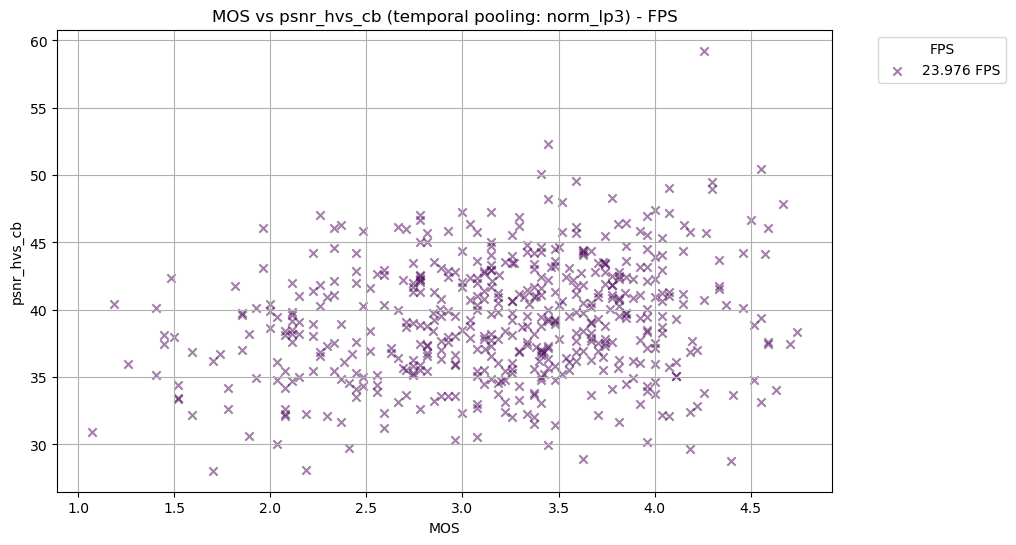 MOS vs psnr_hvs_cb (temporal pooling: norm_lp3) - FPS
60
55
50
45
40
35
30
psnr_hvs_cb
1.0 1.5 2.0 2.5 3.0 3.5 4.0 4.5
MOS
FPS
23.976 FPS